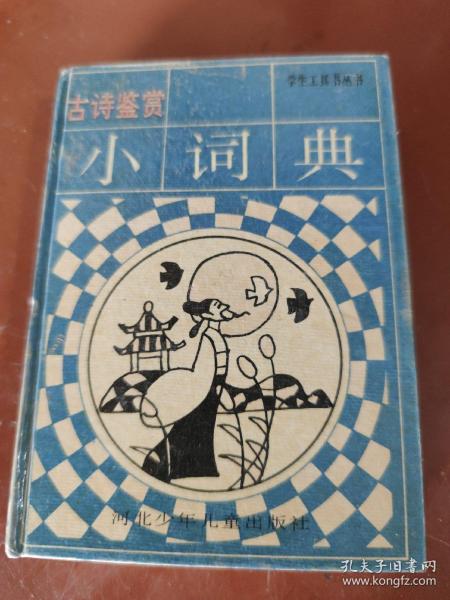 学生工具书丛书
古诗鉴赏
小词典
河北少年儿童出版社
孔夫子旧书网
www.kongfz.com